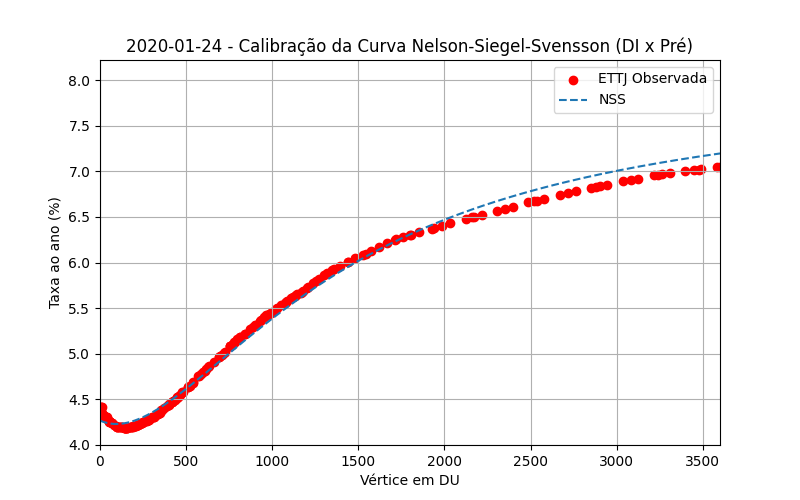 2020-01-24 - Calibração da Curva Nelson-Siegel-Svensson (DI x Pré)
ETTJ Observada
NSS
Taxa ao ano (%)
8.0
7.5
7.0
6.5
6.0
5.5
5.0
4.5
4.0
0 500 1000 1500 2000 2500 3000 3500
Vértice em DU